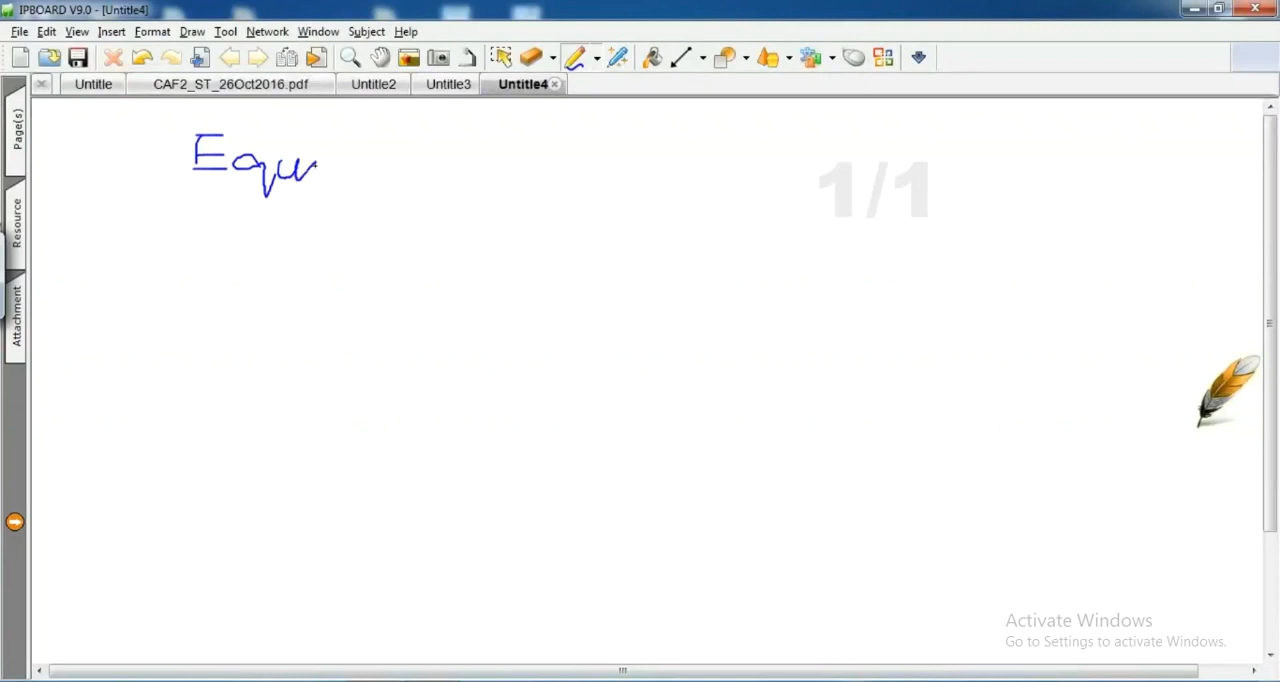 IPBOARD V9.0 - [Untitle4]
File Edit View Insert Format Draw Tool Network Window Subject Help
Untitle CAF2_ST_26Oct2016.pdf Untitle2 Untitle3 Untitle4
Page(s)
Resource
Attachment
Equ
1/1
Activate Windows
Go to Settings to activate Windows.